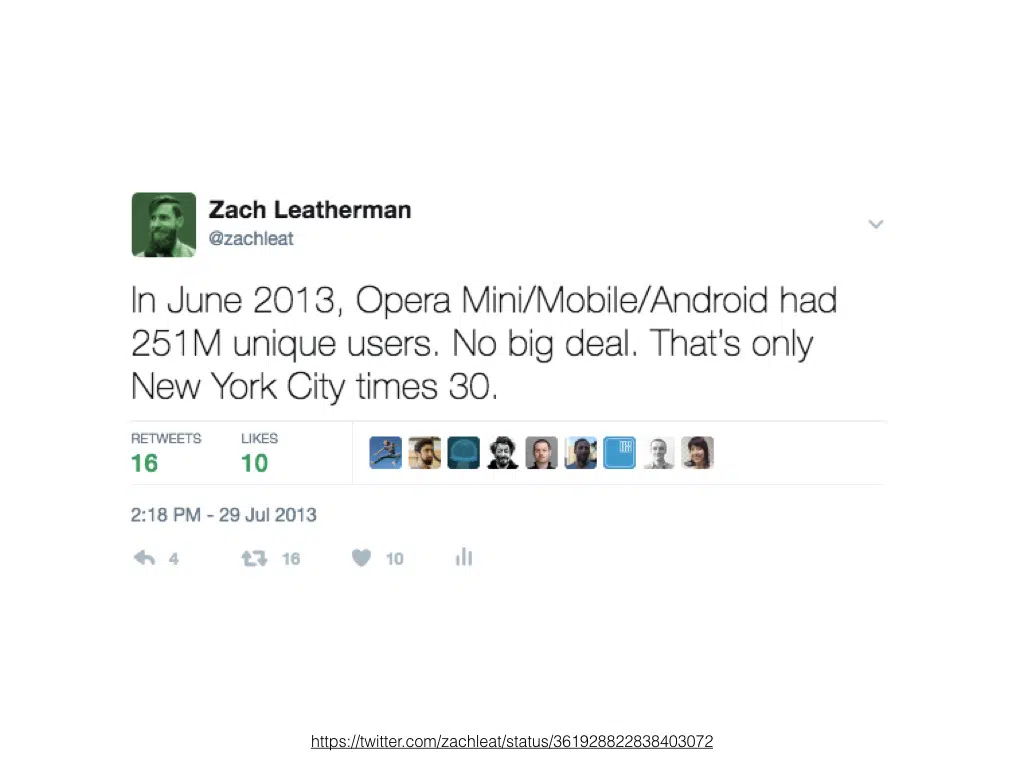 Zach Leatherman
@zachleat
In June 2013, Opera Mini/Mobile/Android had
251M unique users. No big deal. That's only
New York City times 30.
RETWEETS LIKES
16 10
2:18 PM - 29 Jul 2013
4 16 10
https://twitter.com/zachleat/status/361928822838403072